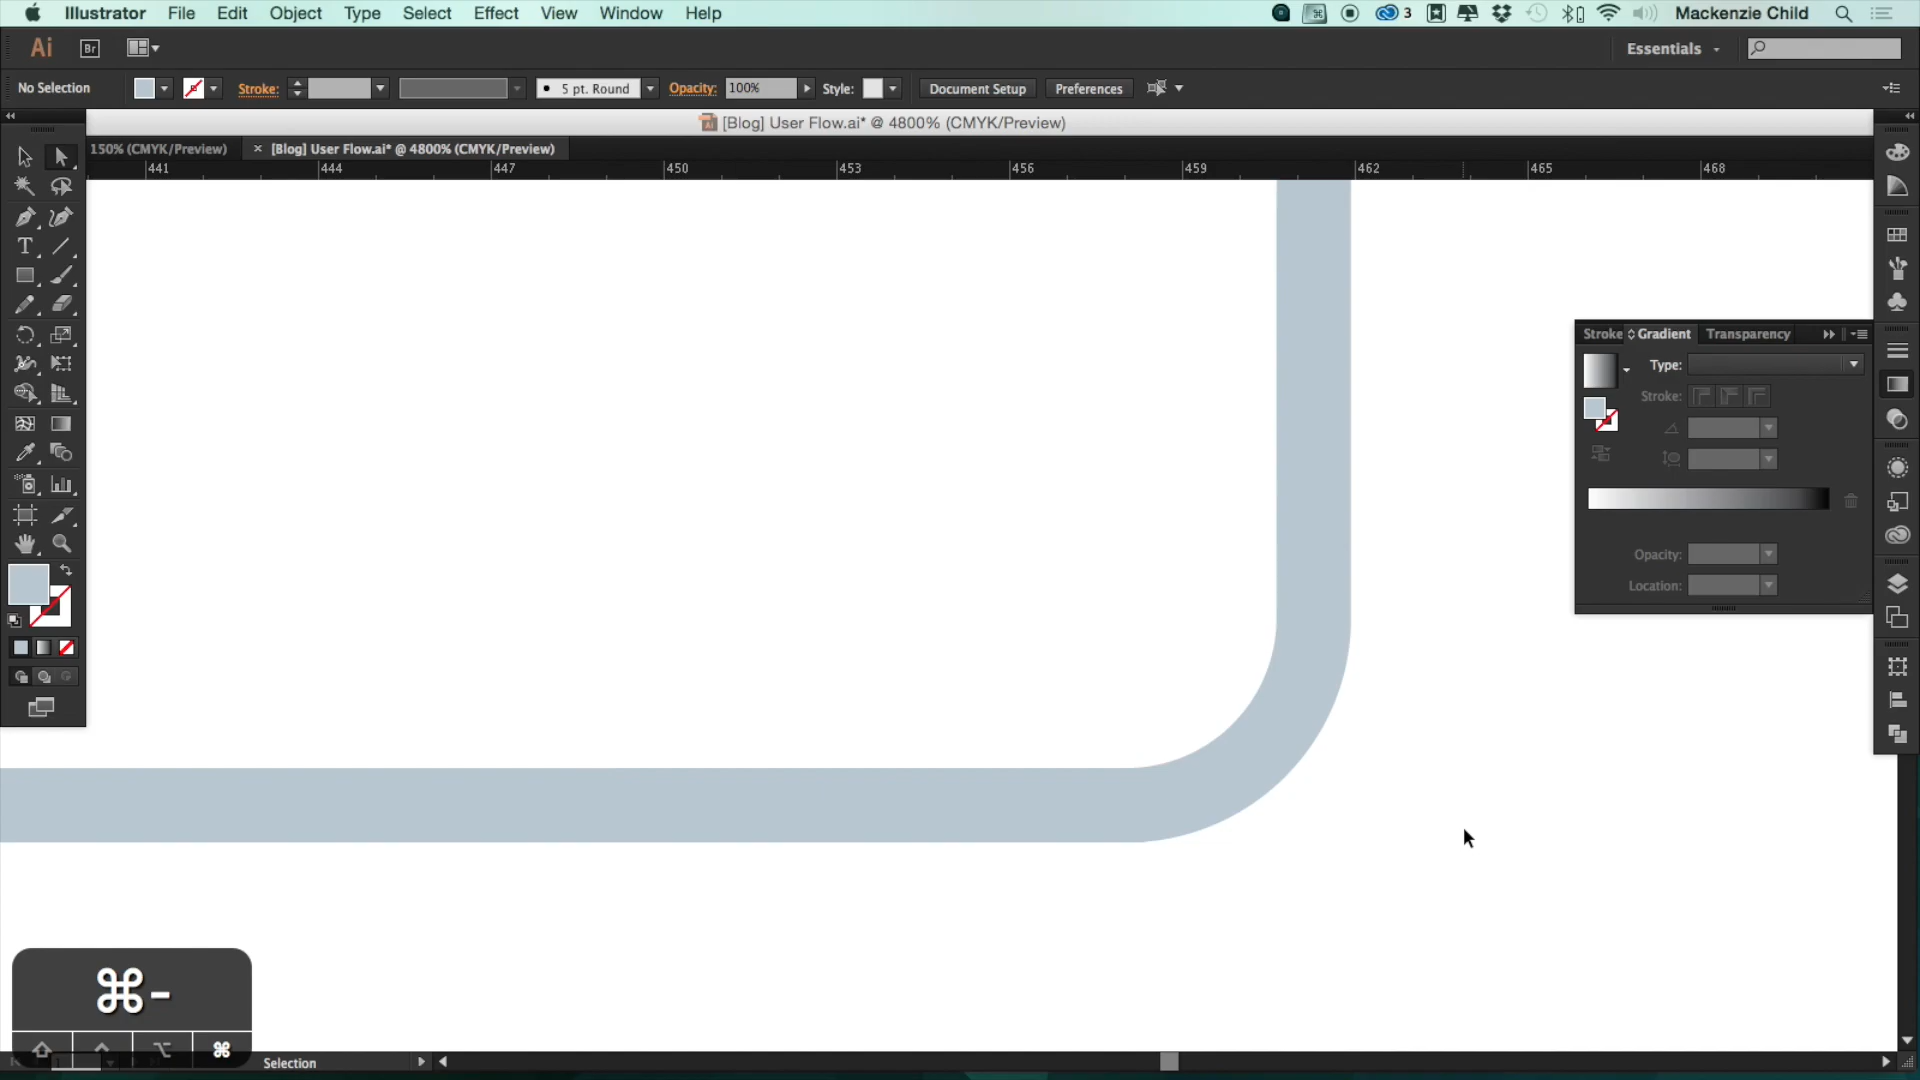 Illustrator File Edit Object Type Select Effect View Window Help 3 Mackenzie Child
Ai Br Essentials
No Selection Stroke: 5 pt. Round Opacity: 100% Style: Document Setup Preferences
[Blog] User Flow.ai* @ 4800% (CMYK/Preview)
150% (CMYK/Preview) × [Blog] User Flow.ai* @ 4800% (CMYK/Preview)
441 444 447 450 453 456 459 462 465 468
Stroke Gradient Transparency
Type:
Stroke:
Opacity:
Location:
⌘-
⌘
Selection